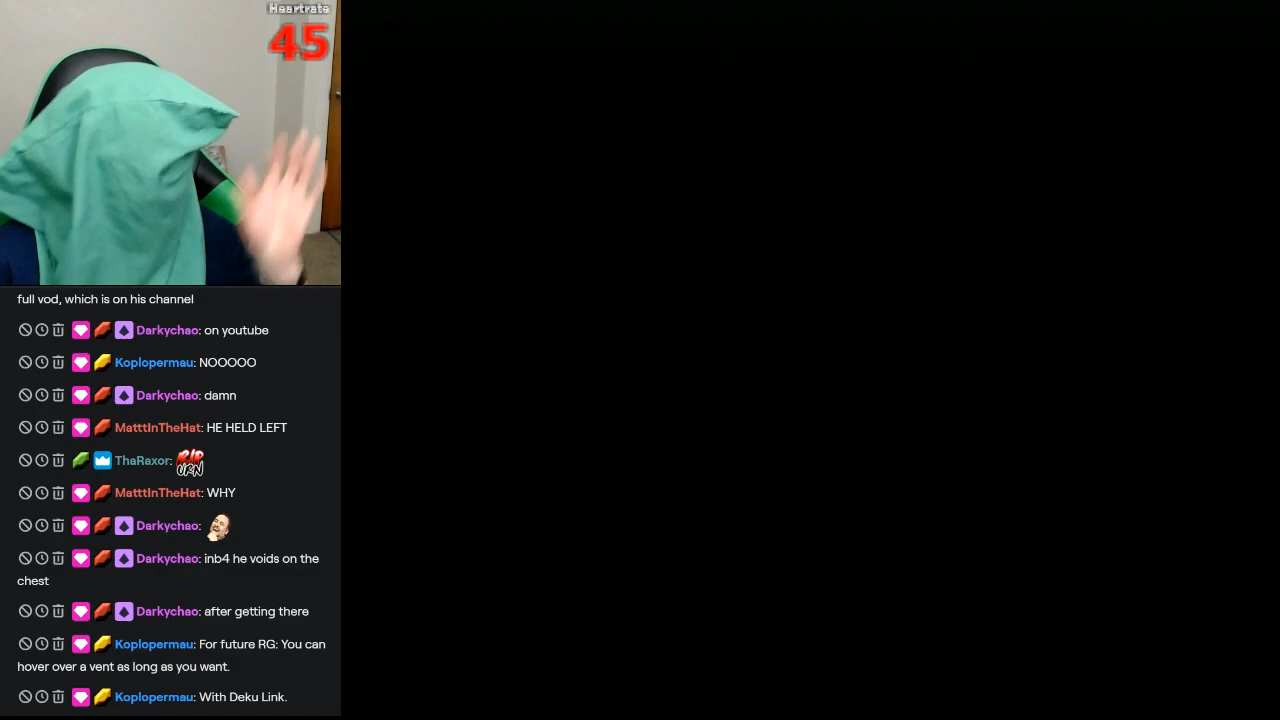 Heartrate
45
full vod, which is on his channel
Darkychao: on youtube
Koplopermau: NOOOOO
Darkychao: damn
MatttInTheHat: HE HELD LEFT
ThaRaxor: RIP URN
MatttInTheHat: WHY
Darkychao:
Darkychao: inb4 he voids on the
chest
Darkychao: after getting there
Koplopermau: For future RG: You can
hover over a vent as long as you want.
Koplopermau: With Deku Link.